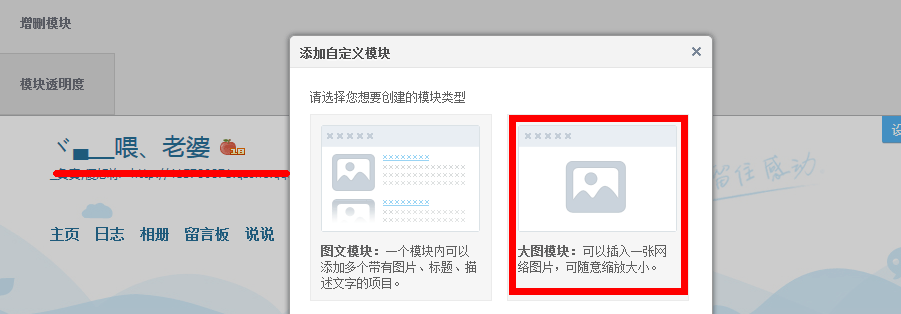 增删模块
添加自定义模块
模块透明度
请选择您想要创建的模块类型
设
ヾ▄__喂、老婆
留住感动
主页 日志 相册 留言板 说说
图文模块：一个模块内可以
添加多个带有图片、标题、描
述文字的项目。
大图模块：可以插入一张网
络图片，可随意缩放大小。